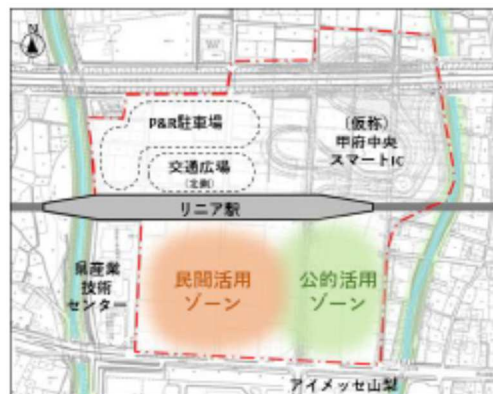 N
P&R駐車場
交通広場
(北側)
(仮称)
甲府中央
スマートIC
リニア駅
県産業
技術
センター
民間活用
ゾーン
公的活用
ゾーン
アイメッセ山梨